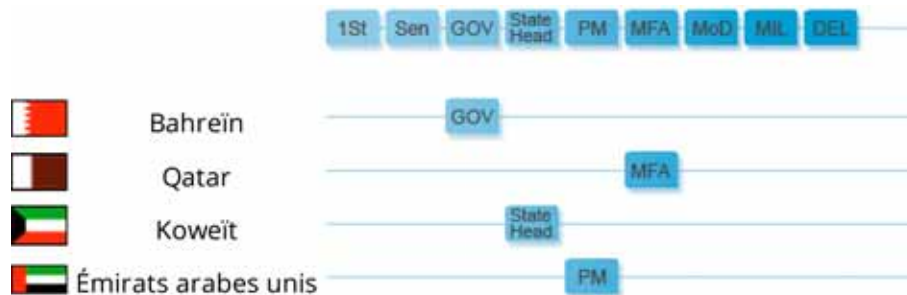 1St Sen GOV State Head PM MFA MoD MIL DEL
Bahreïn GOV
Qatar MFA
Koweït State Head
Émirats arabes unis PM